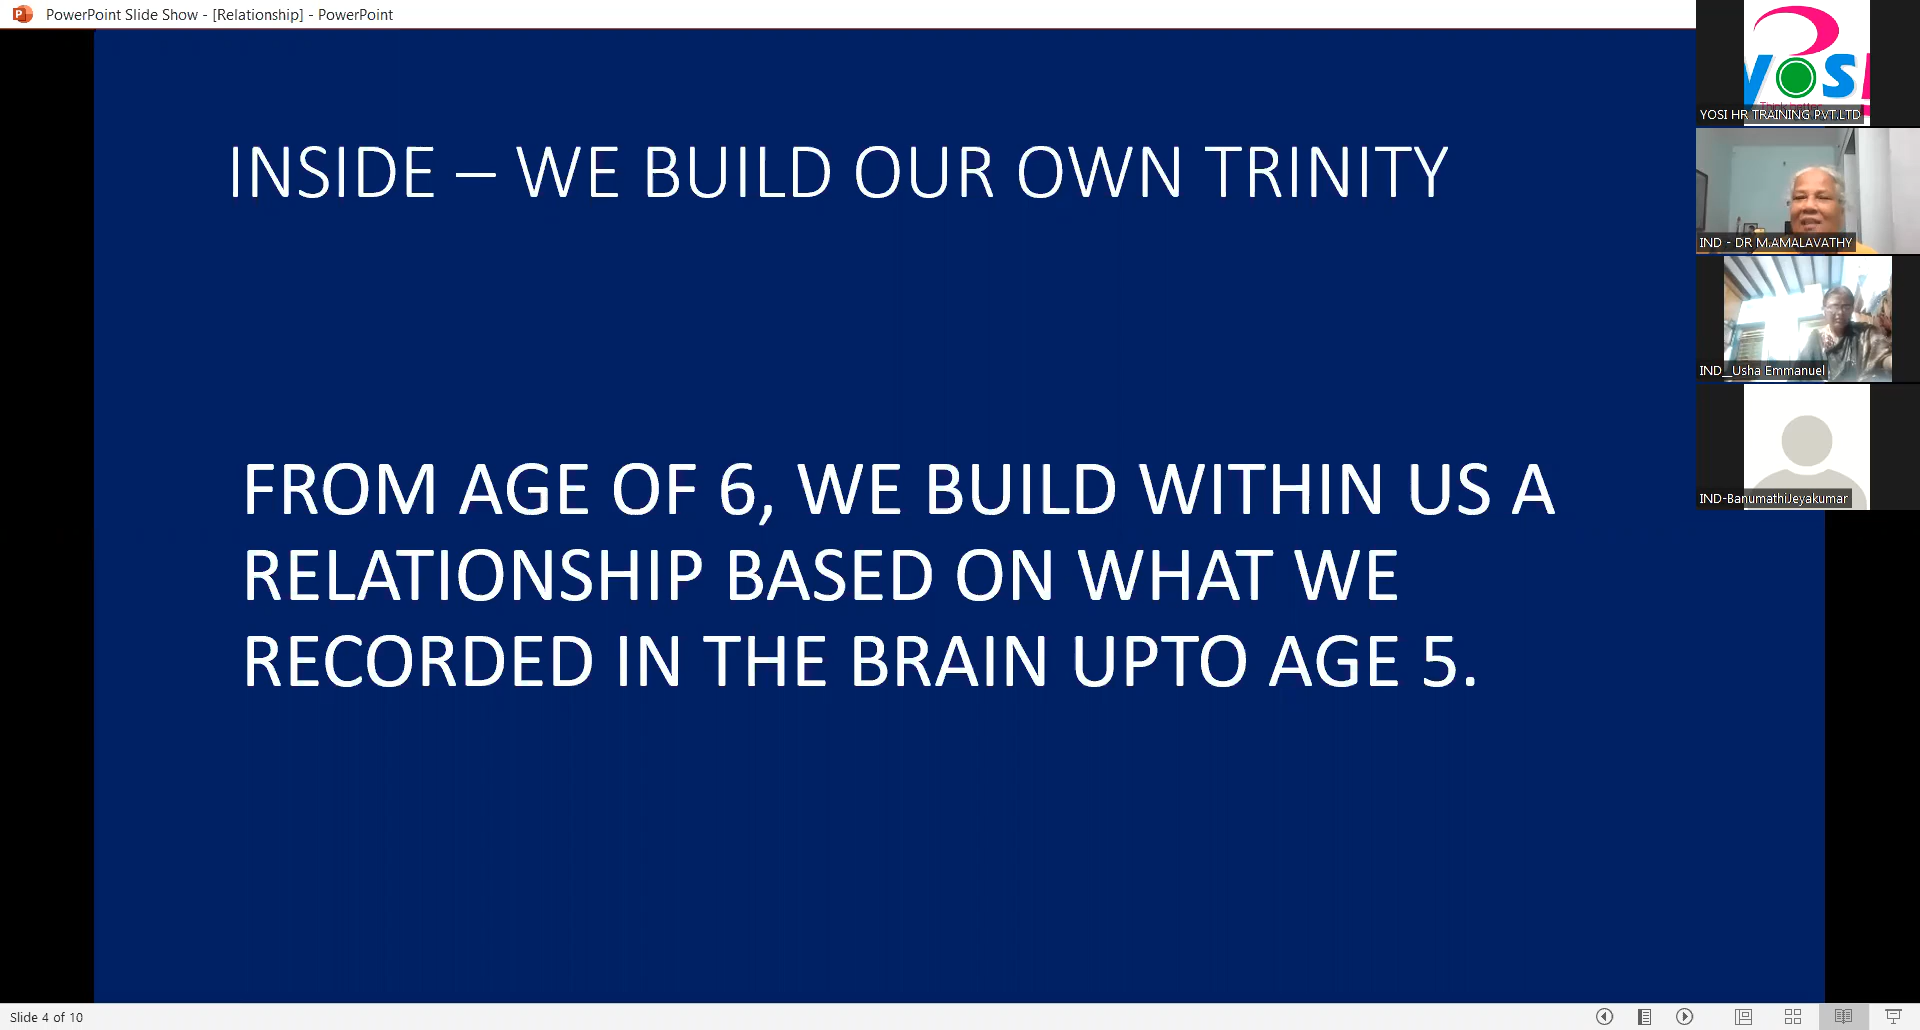 PowerPoint Slide Show - [Relationship] - PowerPoint
INSIDE – WE BUILD OUR OWN TRINITY
FROM AGE OF 6, WE BUILD WITHIN US A
RELATIONSHIP BASED ON WHAT WE
RECORDED IN THE BRAIN UPTO AGE 5.
YOSI
YOSI HR TRAINING PVT.LTD
IND - DR M.AMALAVATHY
IND__Usha Emmanuel
IND-BanumathiJeyakumar
Slide 4 of 10